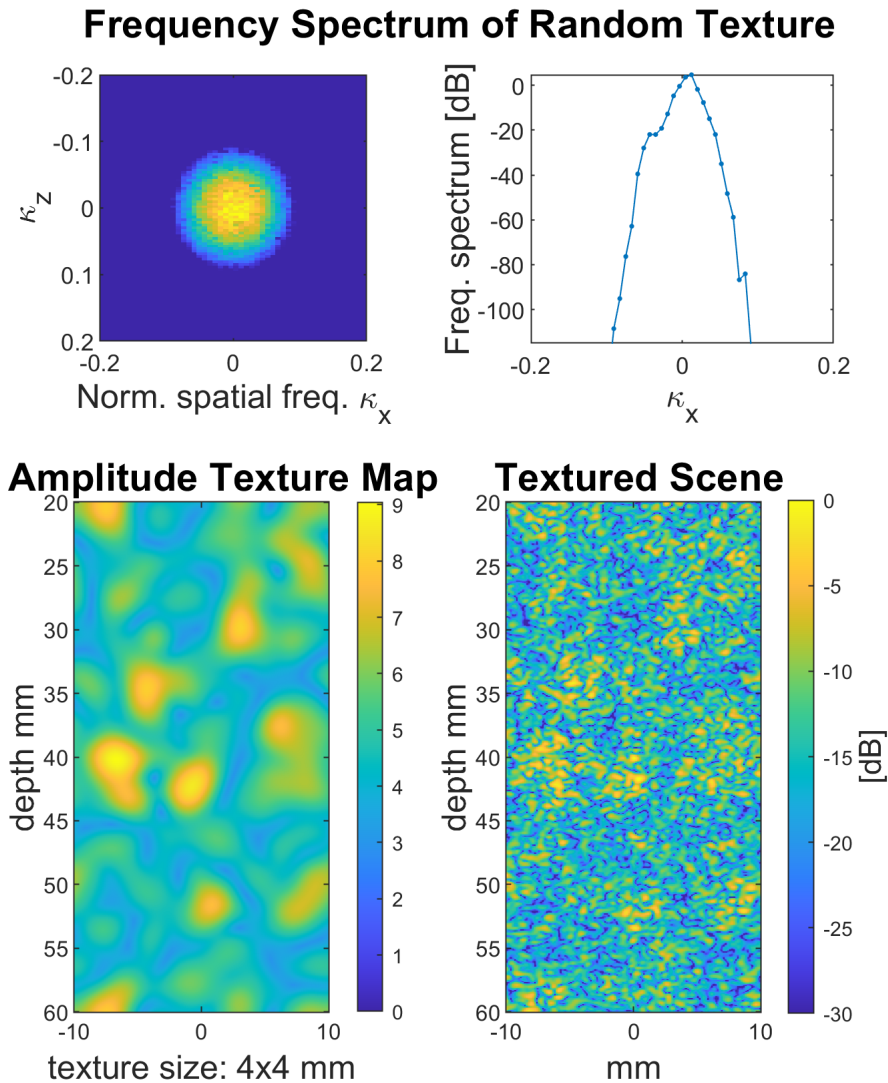 Frequency Spectrum of Random Texture
-0.2
-0.1
0
0.1
0.2
κz
-0.2 0 0.2
Norm. spatial freq. κx
0
-20
-40
-60
-80
-100
Freq. spectrum [dB]
-0.2 0 0.2
κx
Amplitude Texture Map
20
25
30
35
40
45
50
55
60
depth mm
-10 0 10
texture size: 4x4 mm
9
8
7
6
5
4
3
2
1
0
Textured Scene
20
25
30
35
40
45
50
55
60
depth mm
-10 0 10
mm
0
-5
-10
-15
-20
-25
-30
[dB]